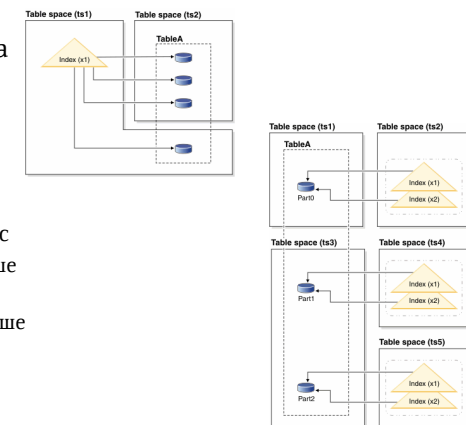 Table space (ts1)
Table space (ts2)
TableA
Index (x1)
а
Table space (ts1)
Table space (ts2)
TableA
Index (x1)
Part0
Index (x2)
с
Table space (ts3)
Table space (ts4)
Index (x1)
Part1
Index (x2)
ше
Table space (ts5)
Index (x1)
Part2
Index (x2)